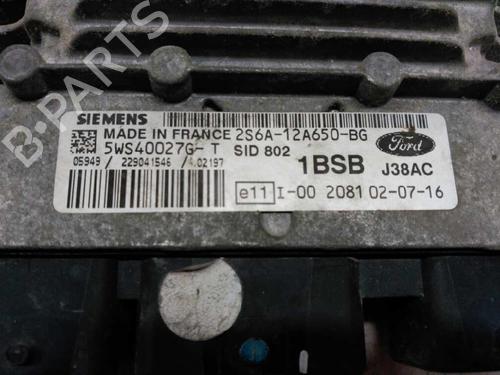 B-PARTS
SIEMENS
MADE IN FRANCE 2S6A-12A650-BG
5WS40027G- T SID 802
05949 / 229041546 / 02197
1BSB
Ford
J38AC
e11 I-00 2081 02-07-16